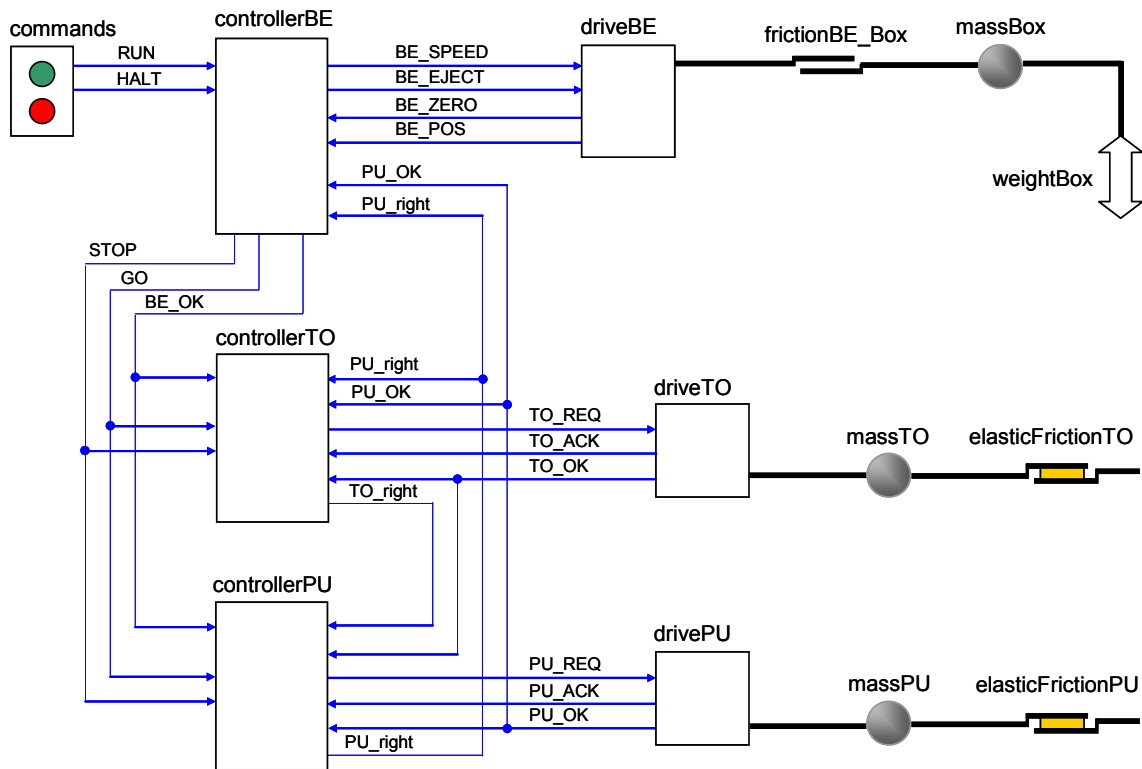 commands
controllerBE
driveBE
frictionBE_Box
massBox
RUN
HALT
BE_SPEED
BE_EJECT
BE_ZERO
BE_POS
PU_OK
PU_right
weightBox
STOP
GO
BE_OK
controllerTO
PU_right
PU_OK
driveTO
TO_REQ
TO_ACK
TO_OK
TO_right
massTO
elasticFrictionTO
controllerPU
drivePU
PU_REQ
PU_ACK
PU_OK
PU_right
massPU
elasticFrictionPU